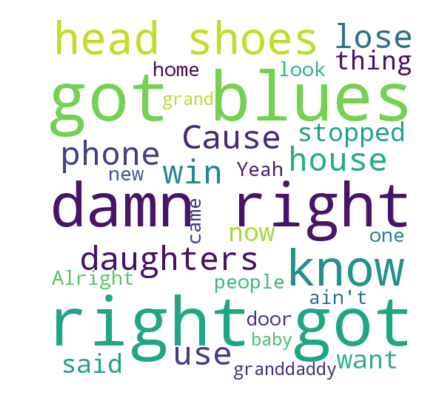 head shoes lose
thing
home look
got blues
grand
Cause stopped
phone house
win
new Yeah
damn right
came
now one
daughters know
Alright people
ain't
right got
door
baby
said use want
granddaddy